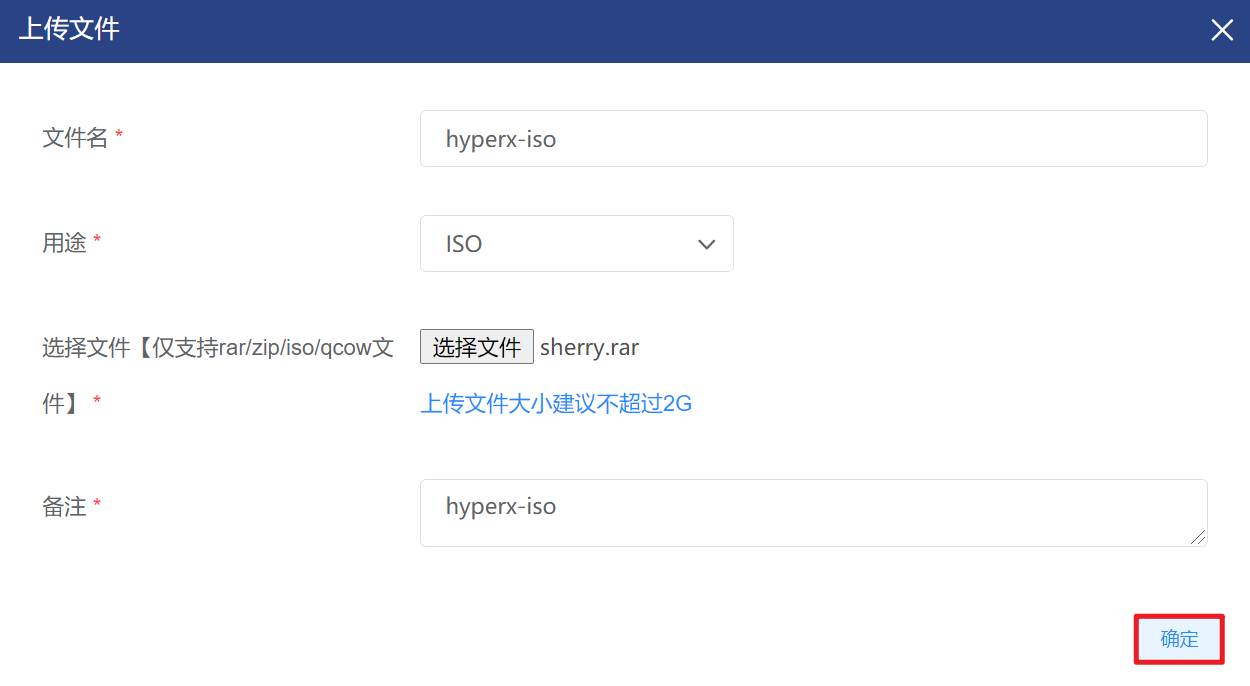 上传文件
文件名 *
hyperx-iso
用途 *
ISO
选择文件【仅支持rar/zip/iso/qcow文
件】 *
选择文件 sherry.rar
上传文件大小建议不超过2G
备注 *
hyperx-iso
确定